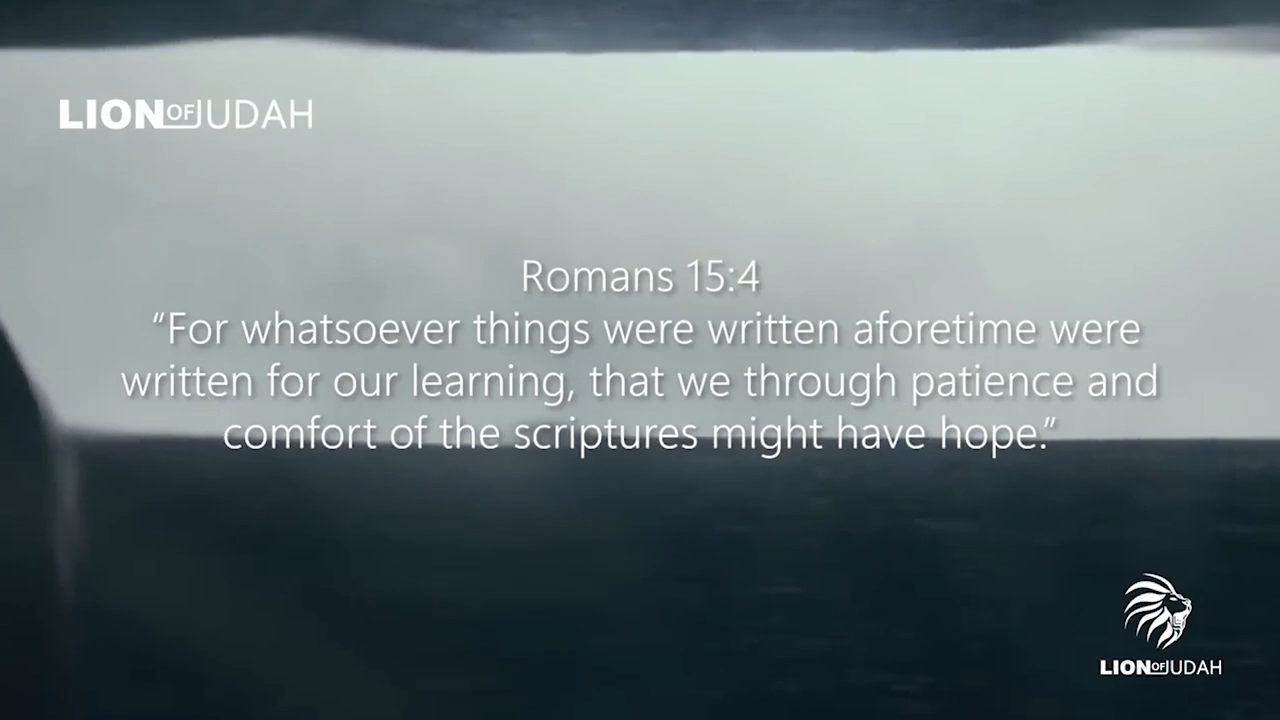 LION OF JUDAH
Romans 15:4
“For whatsoever things were written aforetime were
written for our learning, that we through patience and
comfort of the scriptures might have hope.”
LION OF JUDAH